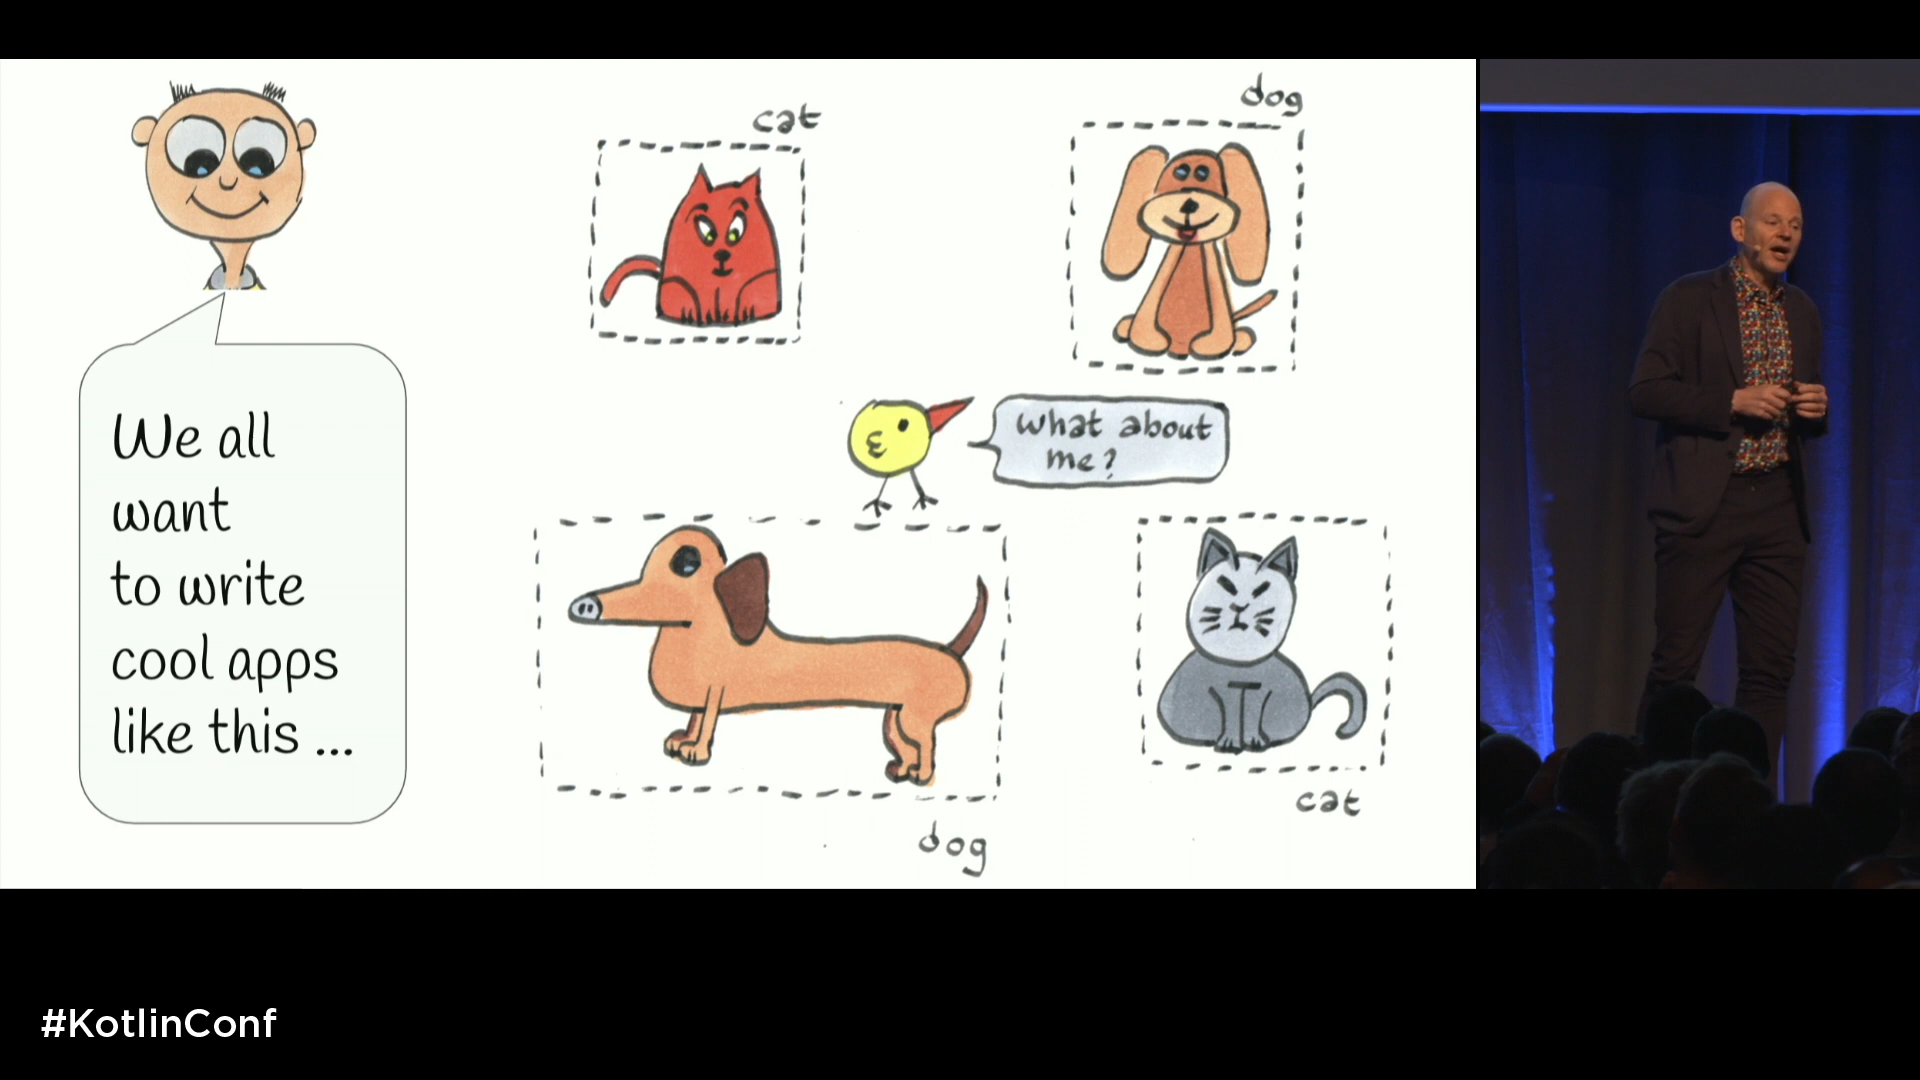 We all
want
to write
cool apps
like this ...
cat
dog
what about
me?
dog
cat
#KotlinConf